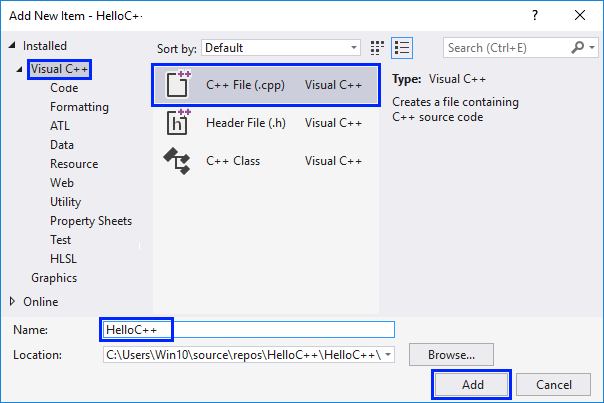 Add New Item - HelloC+·
? ×
Installed
Sort by: Default
Search (Ctrl+E)
Visual C++
Code
Formatting
ATL
Data
Resource
Web
Utility
Property Sheets
Test
HLSL
Graphics
Online
++
C++ File (.cpp) Visual C++
++
h
Header File (.h) Visual C++
C++ Class Visual C++
Type: Visual C++
Creates a file containing
C++ source code
Name: HelloC++
Location: C:\Users\Win10\source\repos\HelloC++\HelloC++\
Browse...
Add Cancel